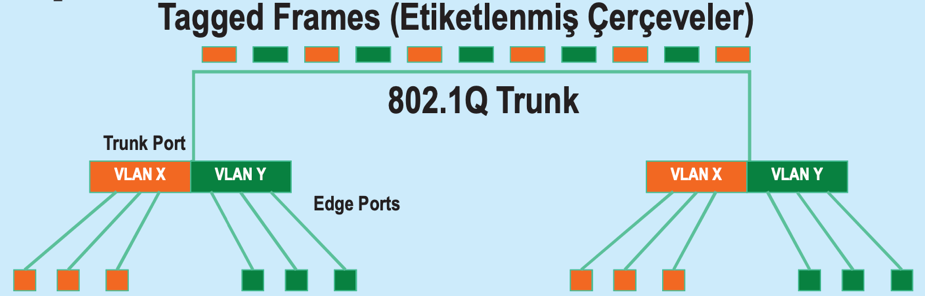 Tagged Frames (Etiketlenmiş Çerçeveler)
802.1Q Trunk
Trunk Port
VLAN X
VLAN Y
VLAN X
VLAN Y
Edge Ports